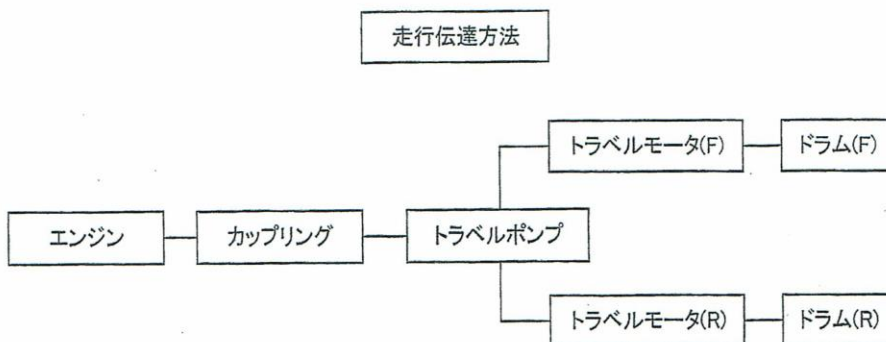 走行伝達方法
トラベルモータ(F)
ドラム(F)
エンジン
カップリング
トラベルポンプ
トラベルモータ(R)
ドラム(R)